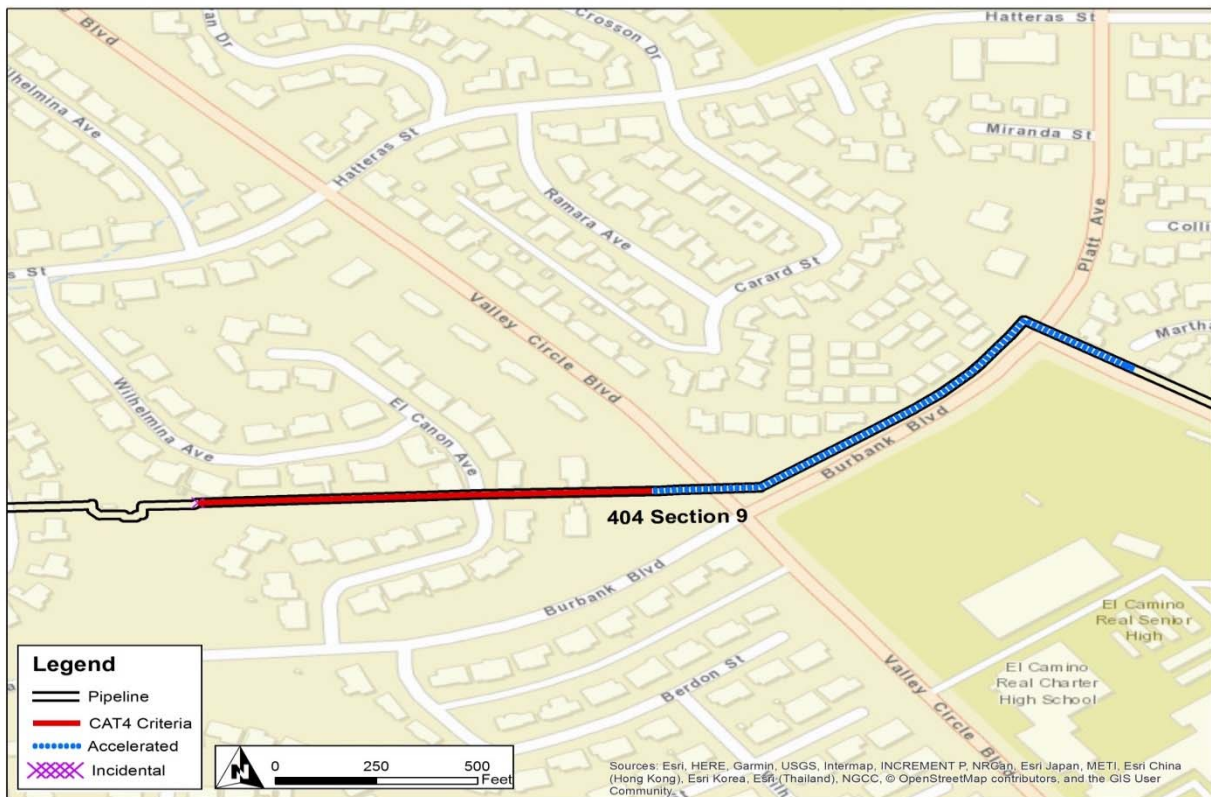 Hatteras St
y Blvd
an Dr
Crosson Dr
ilhelmina Ave
Hatteras St
Miranda St
Ramara Ave
Platt Ave
Colli
s St
Carard St
Valley Circle Blvd
Martha
Wilhelmina Ave
El Canon Ave
Burbank Blvd
404 Section 9
Burbank Blvd
El Camino
Real Senior
High
El Camino
Real Charter
High School
Berdon St
Valley Circle Blvd
Legend
Pipeline
CAT4 Criteria
Accelerated
Incidental
N
0 250 500
Feet
Sources: Esri, HERE, Garmin, USGS, Intermap, INCREMENT P, NRCan, Esri Japan, METI, Esri China
(Hong Kong), Esri Korea, Esri (Thailand), NGCC, © OpenStreetMap contributors, and the GIS User
Community